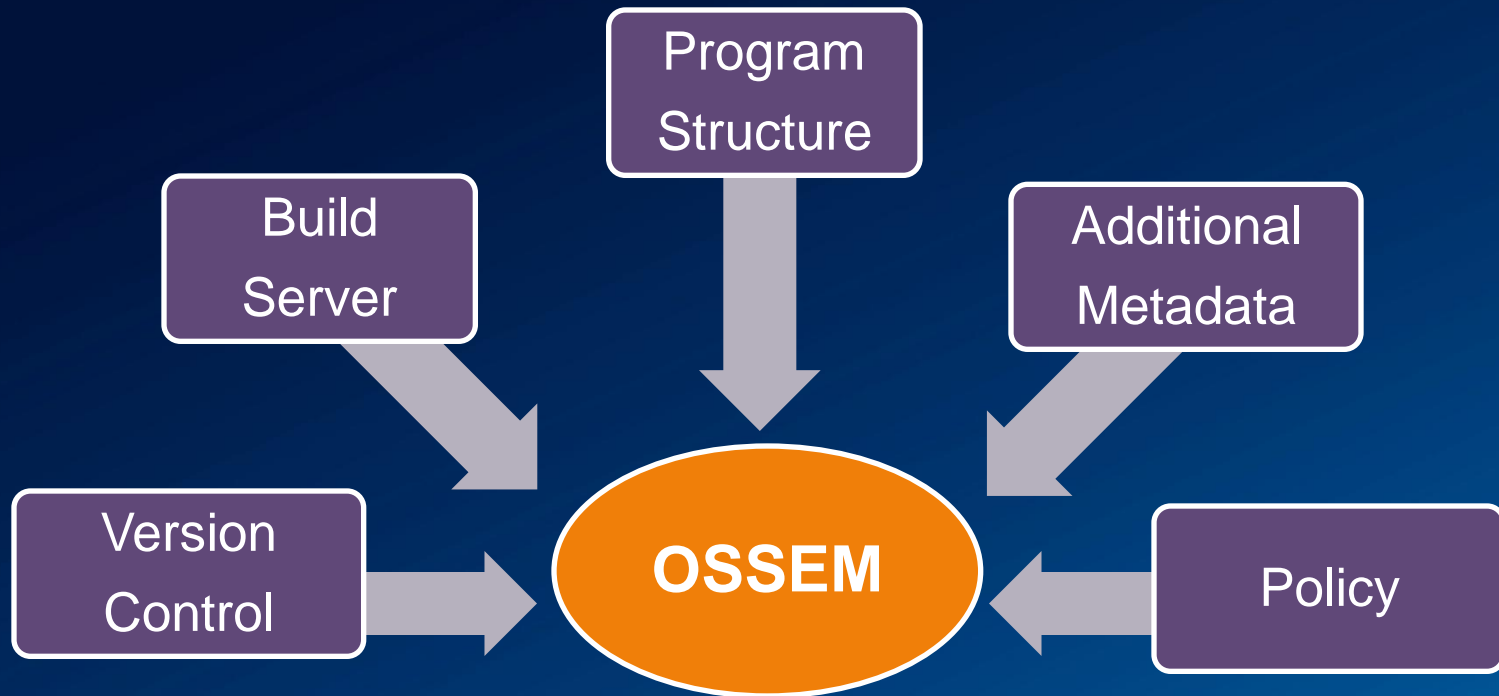 Program
Structure
Build
Server
Additional
Metadata
Version
Control
OSSEM
Policy